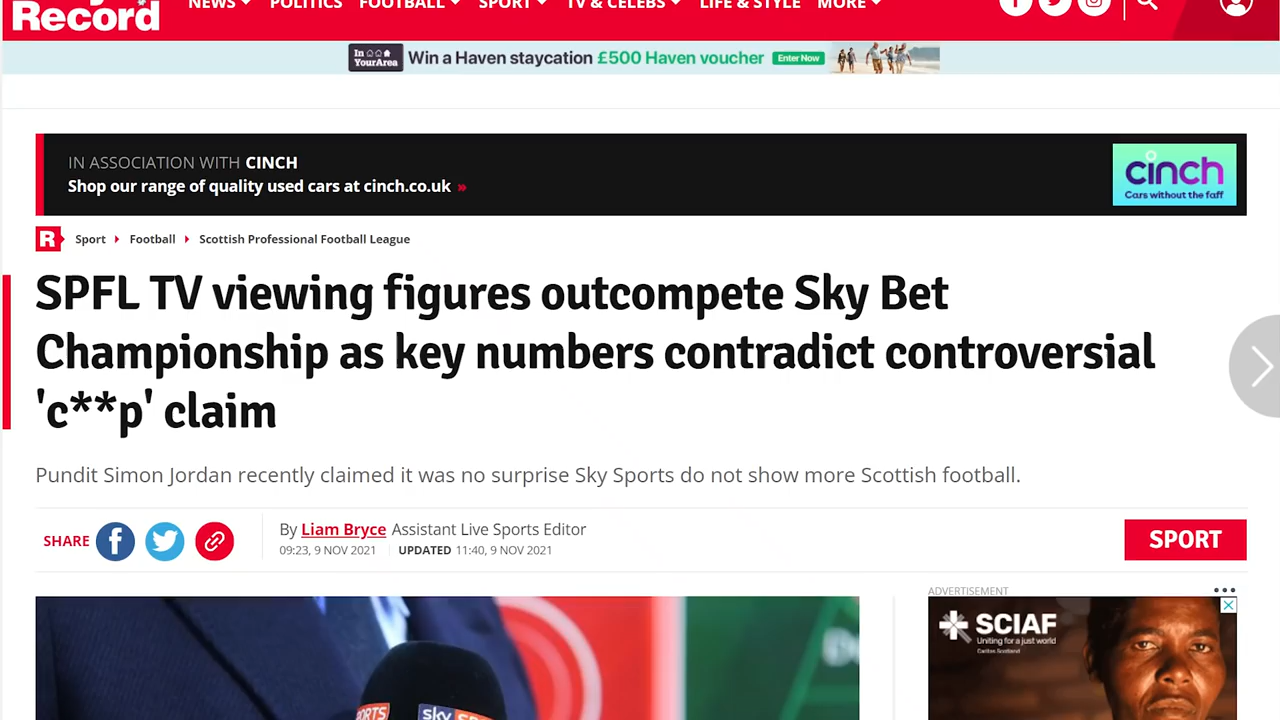 Record
NEWS POLITICS FOOTBALL SPORT TV & CELEBS LIFE & STYLE MORE
In YourArea
Win a Haven staycation £500 Haven voucher Enter Now
IN ASSOCIATION WITH CINCH
Shop our range of quality used cars at cinch.co.uk »
cinch
Cars without the faff
R Sport Football Scottish Professional Football League
SPFL TV viewing figures outcompete Sky Bet
Championship as key numbers contradict controversial
'c**p' claim
Pundit Simon Jordan recently claimed it was no surprise Sky Sports do not show more Scottish football.
SHARE
By Liam Bryce Assistant Live Sports Editor
09:23, 9 NOV 2021 UPDATED 11:40, 9 NOV 2021
SPORT
ADVERTISEMENT
SCIAF
Uniting for a just world
Caritas Scotland
sky